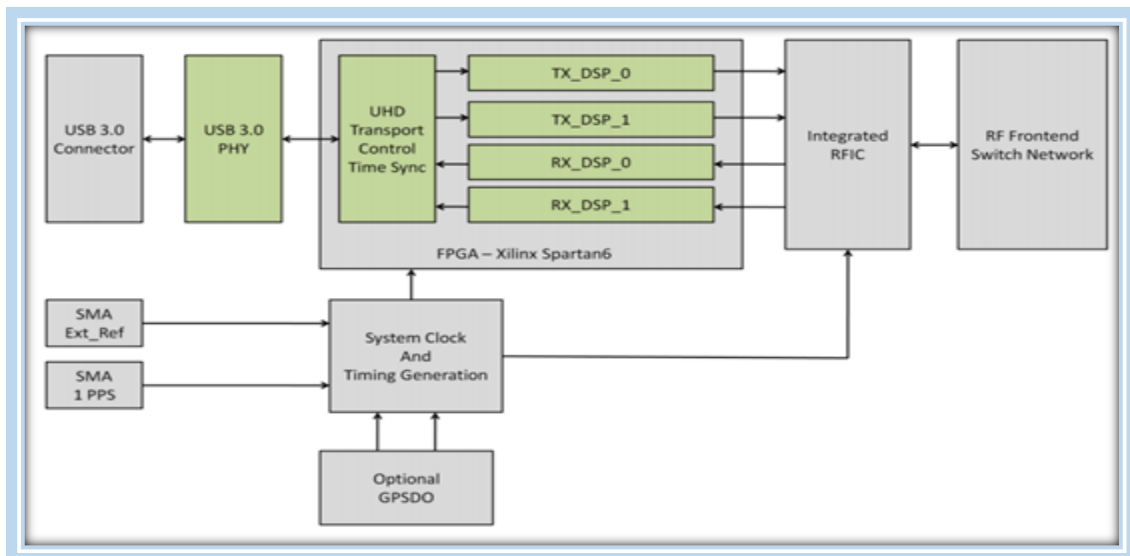 USB 3.0
Connector
USB 3.0
PHY
UHD
Transport
Control
Time Sync
TX_DSP_0
TX_DSP_1
RX_DSP_0
RX_DSP_1
FPGA – Xilinx Spartan6
Integrated
RFIC
RF Frontend
Switch Network
SMA
Ext_Ref
SMA
1 PPS
System Clock
And
Timing Generation
Optional
GPSDO